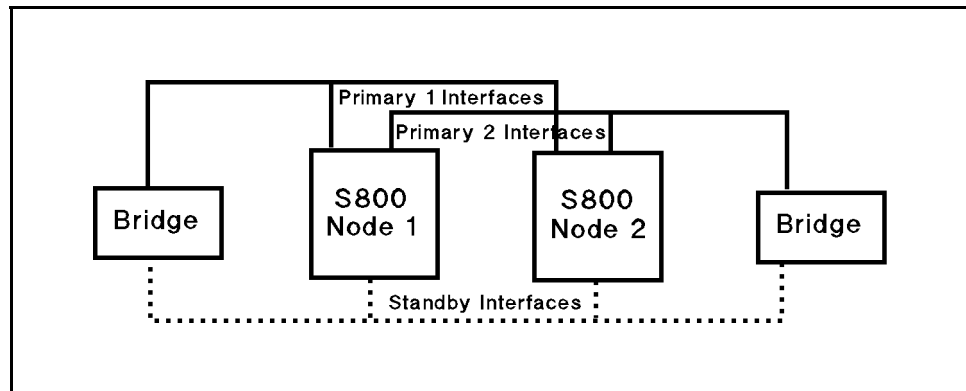 Primary 1 Interfaces
Primary 2 Interfaces
Bridge
S800
Node 1
S800
Node 2
Bridge
Standby Interfaces